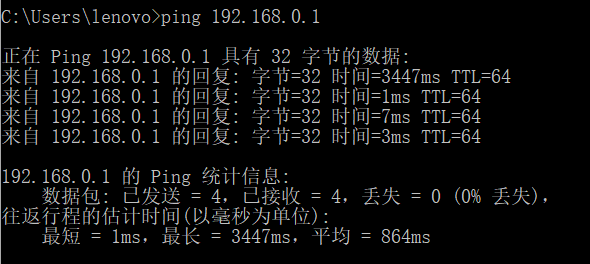 C:\Users\lenovo>ping 192.168.0.1
正在 Ping 192.168.0.1 具有 32 字节的数据:
来自 192.168.0.1 的回复: 字节=32 时间=3447ms TTL=64
来自 192.168.0.1 的回复: 字节=32 时间=1ms TTL=64
来自 192.168.0.1 的回复: 字节=32 时间=7ms TTL=64
来自 192.168.0.1 的回复: 字节=32 时间=3ms TTL=64
192.168.0.1 的 Ping 统计信息:
数据包: 已发送 = 4，已接收 = 4，丢失 = 0 (0% 丢失)，
往返行程的估计时间(以毫秒为单位):
最短 = 1ms，最长 = 3447ms，平均 = 864ms